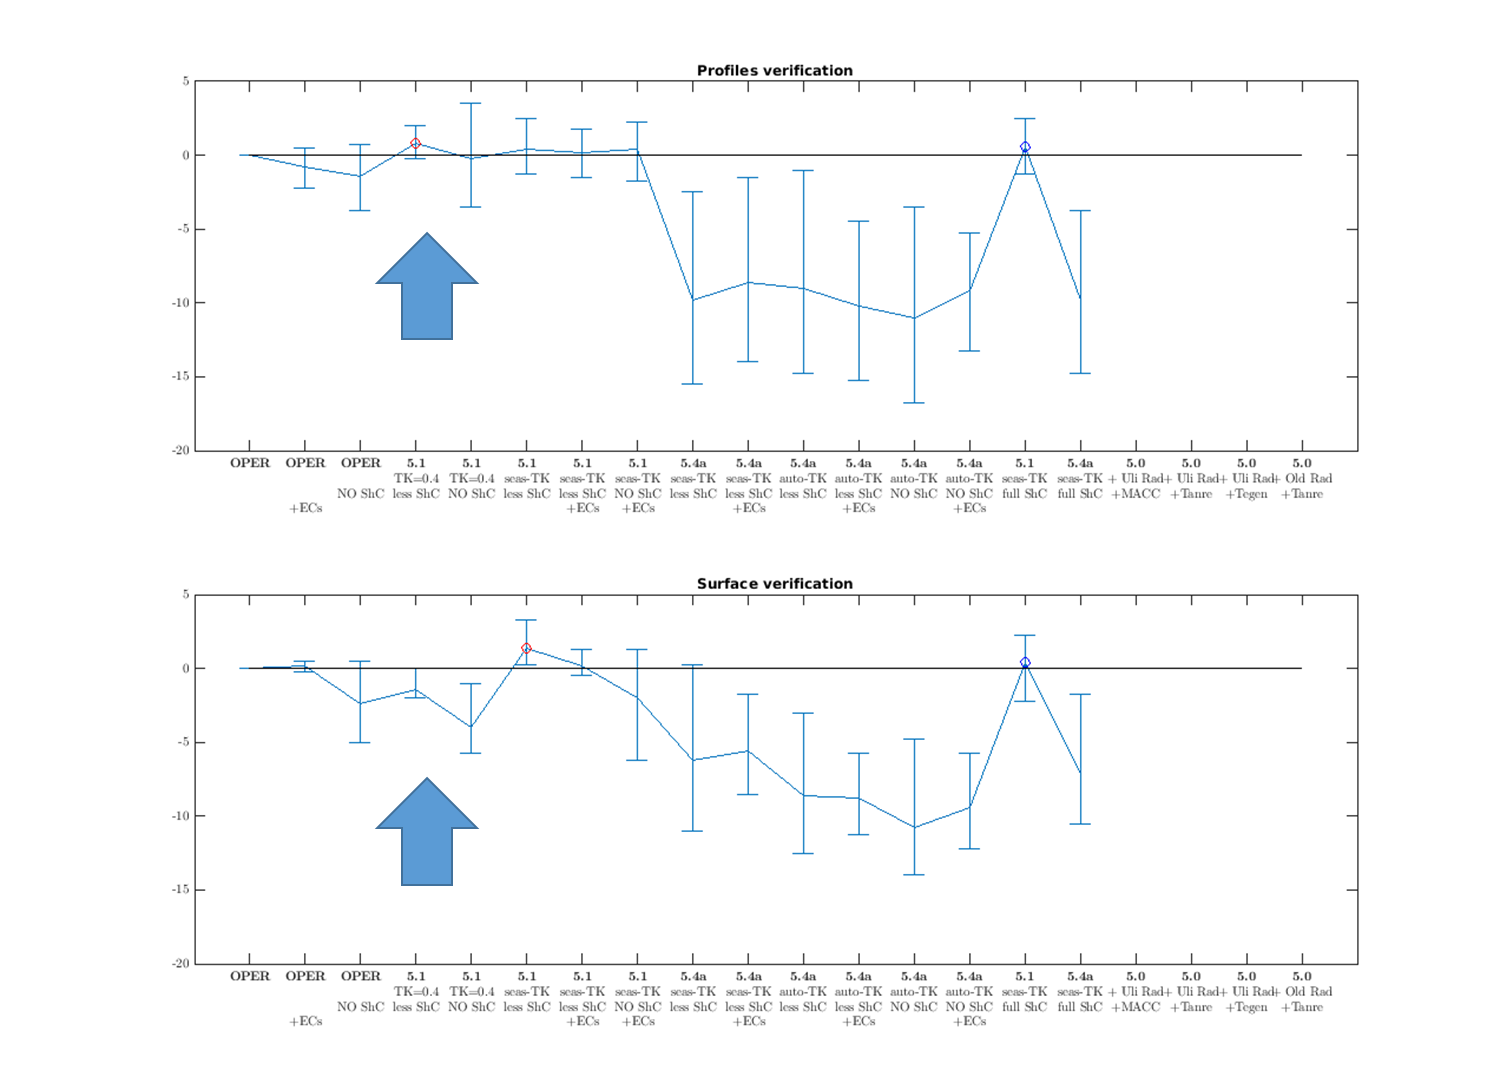 Profiles verification
5
0
-5
-10
-15
-20
OPER OPER OPER 5.1 5.1 5.1 5.1 5.1 5.4a 5.4a 5.4a 5.4a 5.4a 5.4a 5.1 5.4a 5.0 5.0 5.0 5.0
TK=0.4 TK=0.4 seas-TK seas-TK seas-TK seas-TK seas-TK auto-TK auto-TK auto-TK auto-TK seas-TK seas-TK + Uli Rad + Uli Rad + Uli Rad + Old Rad
NO ShC less ShC NO ShC less ShC less ShC NO ShC less ShC less ShC less ShC less ShC NO ShC NO ShC full ShC full ShC +MACC +Tanre +Tegen +Tanre
+ECs +ECs +ECs +ECs +ECs +ECs
Surface verification
5
0
-5
-10
-15
-20
OPER OPER OPER 5.1 5.1 5.1 5.1 5.1 5.4a 5.4a 5.4a 5.4a 5.4a 5.4a 5.1 5.4a 5.0 5.0 5.0 5.0
TK=0.4 TK=0.4 seas-TK seas-TK seas-TK seas-TK seas-TK auto-TK auto-TK auto-TK auto-TK seas-TK seas-TK + Uli Rad + Uli Rad + Uli Rad + Old Rad
NO ShC less ShC NO ShC less ShC less ShC NO ShC less ShC less ShC less ShC less ShC NO ShC NO ShC full ShC full ShC +MACC +Tanre +Tegen +Tanre
+ECs +ECs +ECs +ECs +ECs +ECs